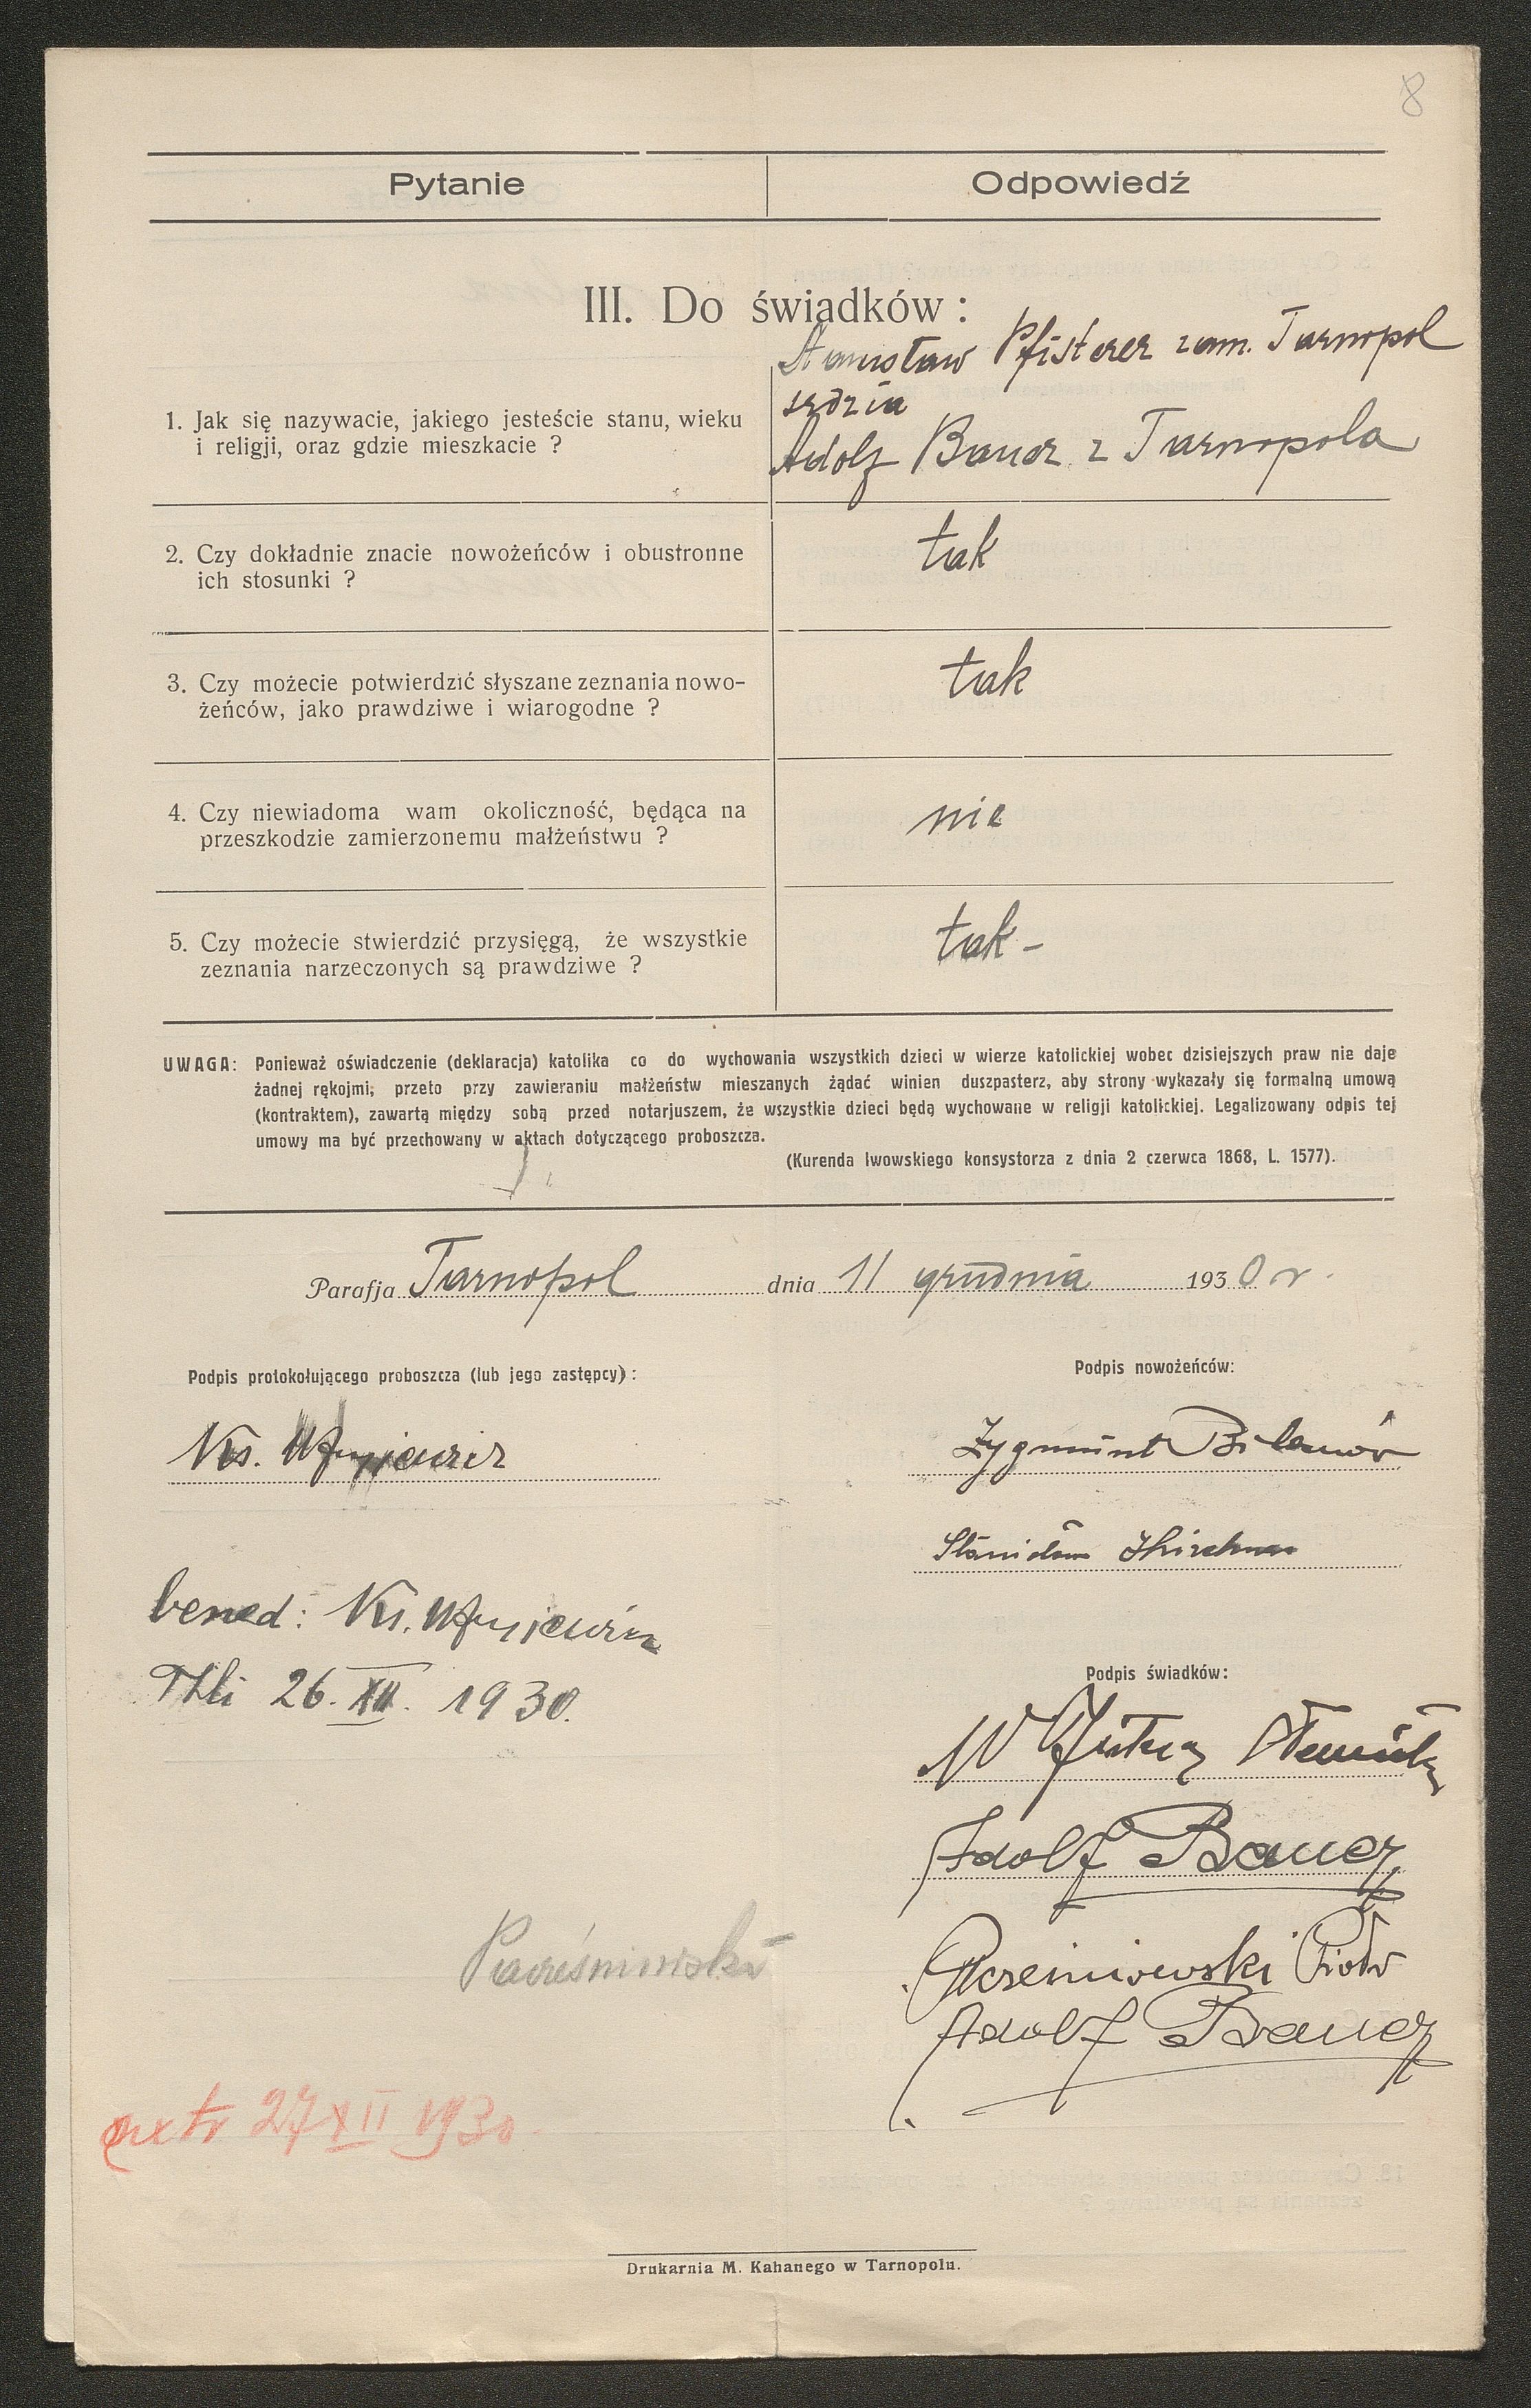 8
Pytanie
Odpowiedź
III. Do świadków :
Stanisław Pfisterer zam. Tarnopol
sędzia
Adolf Bauer z Tarnopola
1. Jak się nazywacie, jakiego jesteście stanu, wieku
i religji, oraz gdzie mieszkacie ?
2. Czy dokładnie znacie nowożeńców i obustronne
ich stosunki ?
tak
3. Czy możecie potwierdzić słyszane zeznania nowo-
żeńców, jako prawdziwe i wiarogodne ?
tak
4. Czy niewiadoma wam okoliczność, będąca na
przeszkodzie zamierzonemu małżeństwu ?
nie
5. Czy możecie stwierdzić przysięgą, że wszystkie
zeznania narzeczonych są prawdziwe ?
tak -
UWAGA: Ponieważ oświadczenie (deklaracja) katolika co do wychowania wszystkich dzieci w wierze katolickiej wobec dzisiejszych praw nie daje
żadnej rękojmi, przeto przy zawieraniu małżeństw mieszanych żądać winien duszpasterz, aby strony wykazały się formalną umową
(kontraktem), zawartą między sobą przed notarjuszem, że wszystkie dzieci będą wychowane w religji katolickiej. Legalizowany odpis tej
umowy ma być przechowany w aktach dotyczącego proboszcza.
(Kurenda lwowskiego konsystorza z dnia 2 czerwca 1868, L. 1577).
Parafja Tarnopol dnia 11 grudnia 1930 r.
Podpis protokołującego proboszcza (lub jego zastępcy) :
Podpis nowożeńców:
Ks.
Zygmunt
bened: Ks.
26. XII. 1930.
Podpis świadków:
Adolf Bauer
Piotr
Adolf Bauer
extr 27 XII 1930.
Drukarnia M. Kahanego w Tarnopolu.